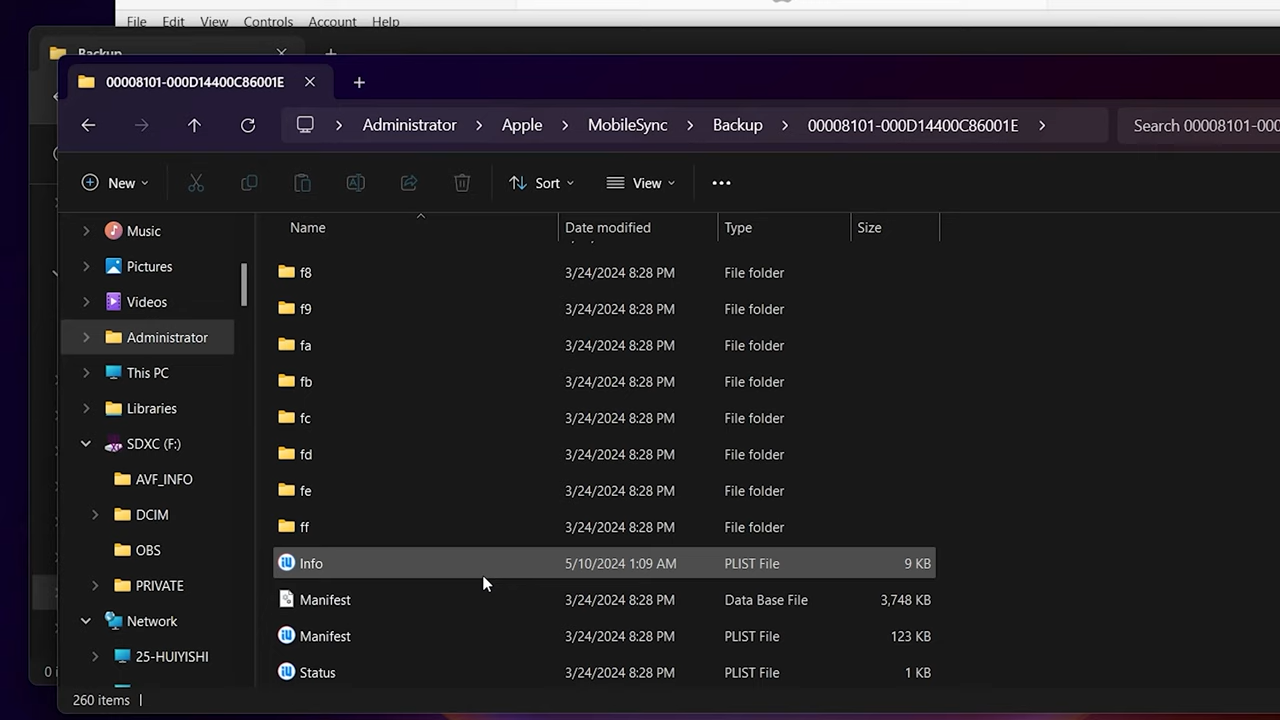 File Edit View Controls Account Help
Backup
00008101-000D14400C86001E
Administrator > Apple > MobileSync > Backup > 00008101-000D14400C86001E >
Search 00008101-000
New Sort View
Name Date modified Type Size
Music
Pictures
Videos
Administrator
This PC
Libraries
SDXC (F:)
AVF_INFO
DCIM
OBS
PRIVATE
Network
25-HUIYISHI
f8 3/24/2024 8:28 PM File folder
f9 3/24/2024 8:28 PM File folder
fa 3/24/2024 8:28 PM File folder
fb 3/24/2024 8:28 PM File folder
fc 3/24/2024 8:28 PM File folder
fd 3/24/2024 8:28 PM File folder
fe 3/24/2024 8:28 PM File folder
ff 3/24/2024 8:28 PM File folder
Info 5/10/2024 1:09 AM PLIST File 9 KB
Manifest 3/24/2024 8:28 PM Data Base File 3,748 KB
Manifest 3/24/2024 8:28 PM PLIST File 123 KB
Status 3/24/2024 8:28 PM PLIST File 1 KB
260 items